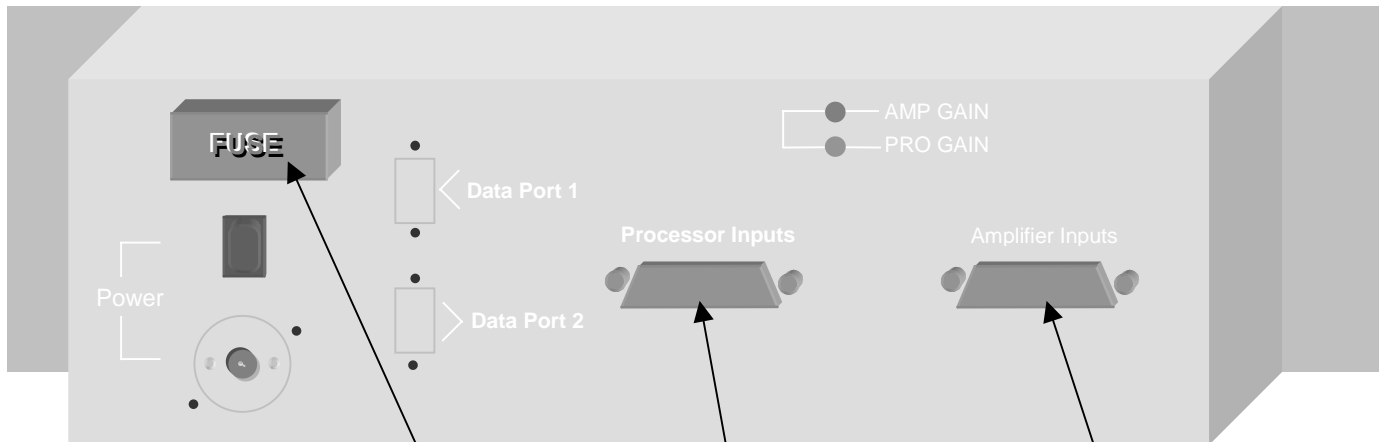 FUSE
AMP GAIN
PRO GAIN
Data Port 1
Processor Inputs
Amplifier Inputs
Power
Data Port 2